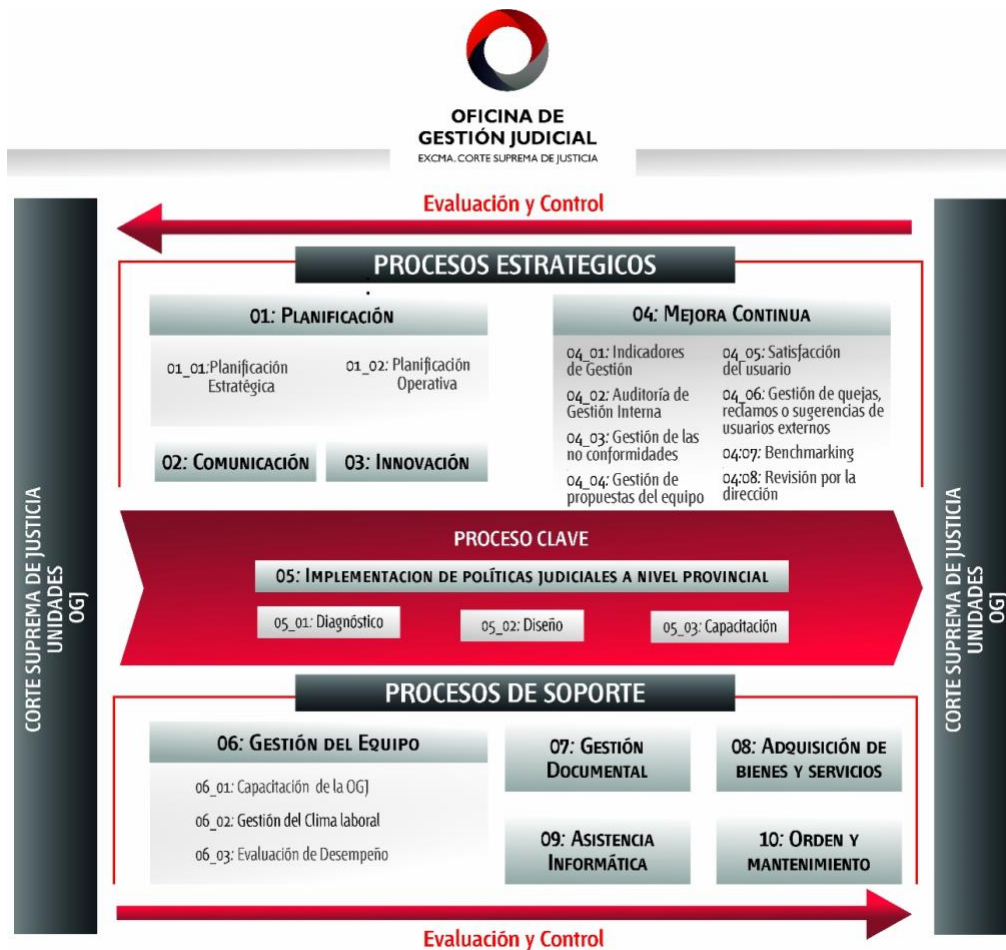 OFICINA DE
GESTIÓN JUDICIAL
EXCMA. CORTE SUPREMA DE JUSTICIA
Evaluación y Control
CORTE SUPREMA DE JUSTICIA
UNIDADES
OGJ
PROCESOS ESTRATEGICOS
01: PLANIFICACIÓN
01_01:Planificación
Estratégica
01_02: Planificación
Operativa
02: COMUNICACIÓN
03: INNOVACIÓN
04: MEJORA CONTINUA
04_01: Indicadores
de Gestión
04_02: Auditoría de
Gestión Interna
04_03: Gestión de las
no conformidades
04_04: Gestión de
propuestas del equipo
04_05: Satisfacción
del usuario
04_06: Gestión de quejas,
reclamos o sugerencias de
usuarios externos
04:07: Benchmarking
04:08: Revisión por la
dirección
PROCESO CLAVE
05: IMPLEMENTACION DE POLÍTICAS JUDICIALES A NIVEL PROVINCIAL
05_01: Diagnóstico
05_02: Diseño
05_03: Capacitación
PROCESOS DE SOPORTE
06: GESTIÓN DEL EQUIPO
06_01: Capacitación de la OGJ
06_02: Gestión del Clima laboral
06_03: Evaluación de Desempeño
07: GESTIÓN
DOCUMENTAL
08: ADQUISICIÓN DE
BIENES Y SERVICIOS
09: ASISTENCIA
INFORMÁTICA
10: ORDEN Y
MANTENIMIENTO
CORTE SUPREMA DE JUSTICIA
UNIDADES
OGJ
Evaluación y Control